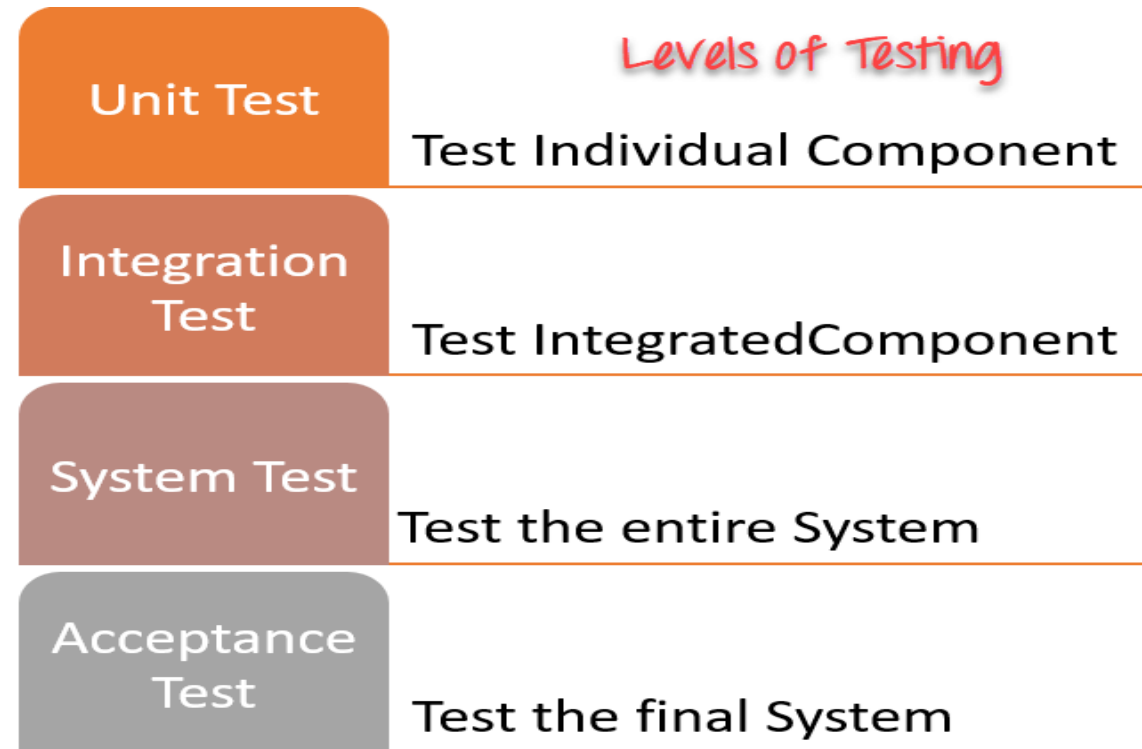 Levels of Testing
Unit Test
Test Individual Component
Integration
Test
Test IntegratedComponent
System Test
Test the entire System
Acceptance
Test
Test the final System